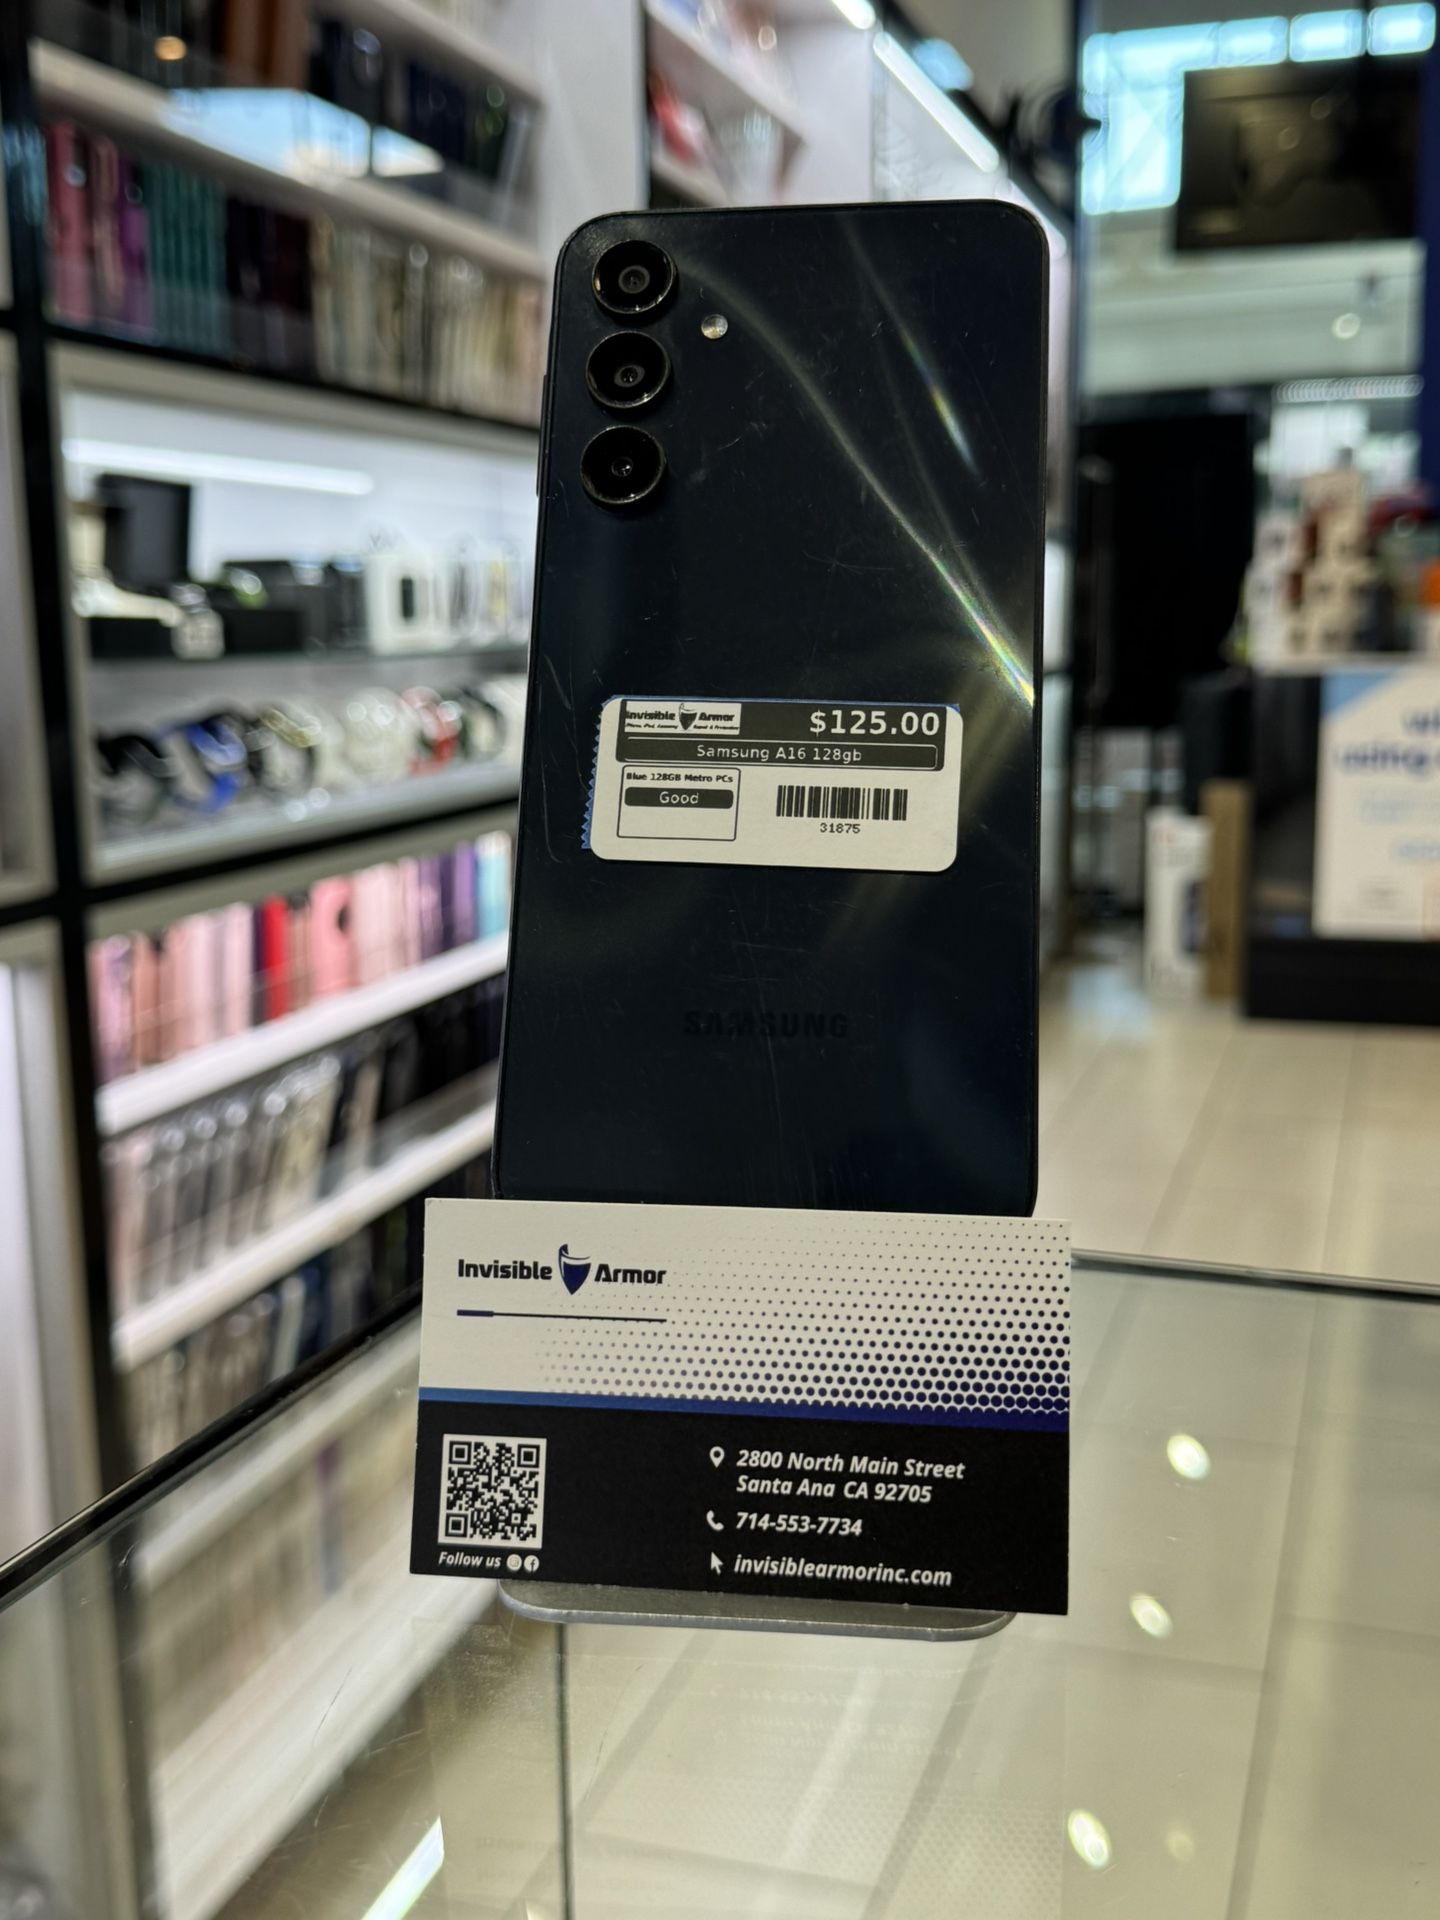 Invisible Armor
$125.00
Samsung A16 128gb
Blue 128GB Metro PCs
Good
31875
SAMSUNG
Invisible Armor
2800 North Main Street
Santa Ana CA 92705
714-553-7734
invisiblearmorinc.com
Follow us